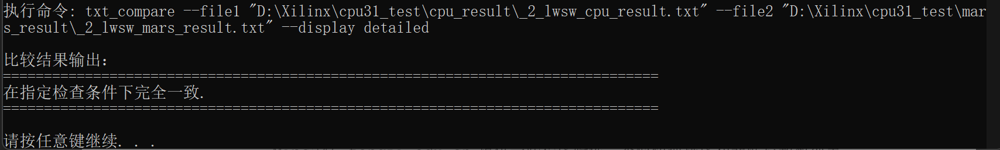 执行命令: txt_compare --file1 "D:\Xilinx\cpu31_test\cpu_result\_2_lwsw_cpu_result.txt" --file2 "D:\Xilinx\cpu31_test\mar
s_result\_2_lwsw_mars_result.txt" --display detailed
比较结果输出:
================================================================================
在指定检查条件下完全一致.
================================================================================
请按任意键继续. . .